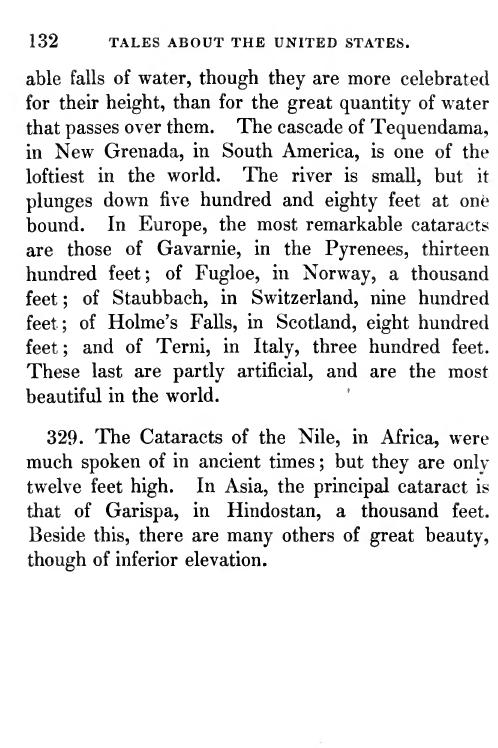 132 TALES ABOUT THE UNITED STATES.
able falls of water, though they are more celebrated
for their height, than for the great quantity of water
that passes over them. The cascade of Tequendama,
in New Grenada, in South America, is one of the
loftiest in the world. The river is small, but it
plunges down five hundred and eighty feet at one
bound. In Europe, the most remarkable cataracts
are those of Gavarnie, in the Pyrenees, thirteen
hundred feet; of Fugloe, in Norway, a thousand
feet; of Staubbach, in Switzerland, nine hundred
feet; of Holme's Falls, in Scotland, eight hundred
feet; and of Terni, in Italy, three hundred feet.
These last are partly artificial, and are the most
beautiful in the world.
329. The Cataracts of the Nile, in Africa, were
much spoken of in ancient times; but they are only
twelve feet high. In Asia, the principal cataract is
that of Garispa, in Hindostan, a thousand feet.
Beside this, there are many others of great beauty,
though of inferior elevation.